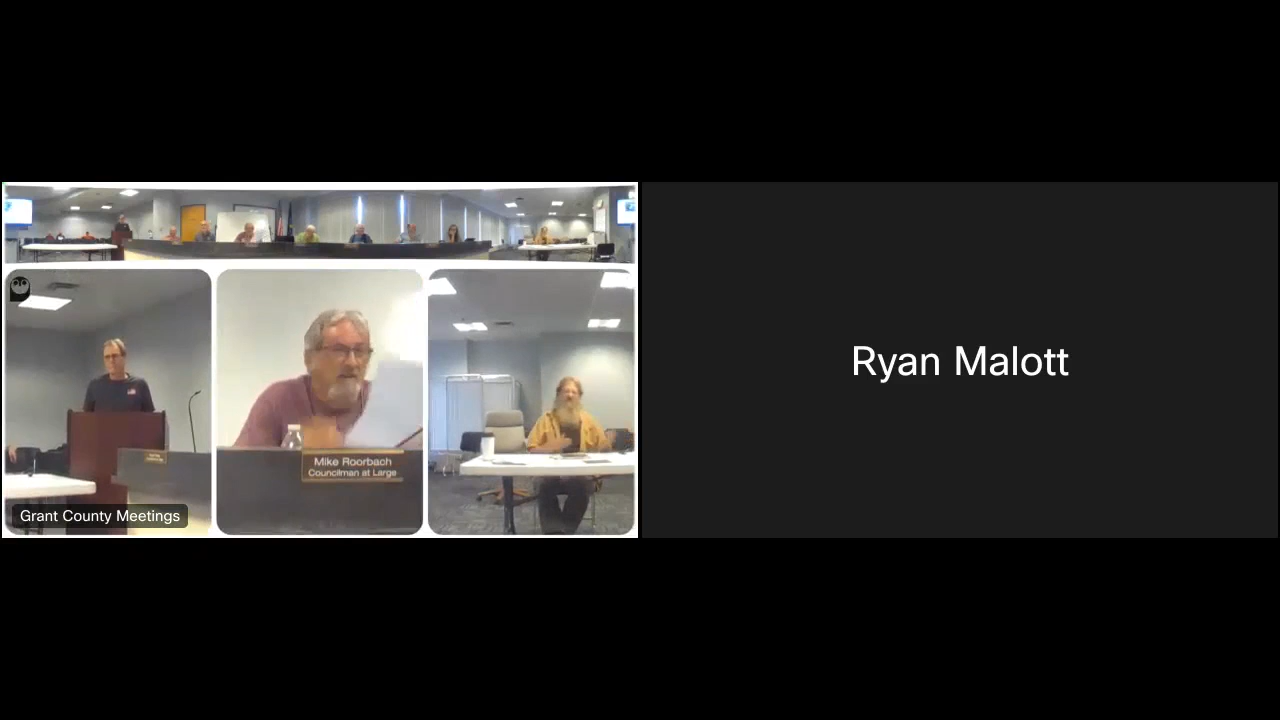 Mike Roorbach
Councilman at Large
Grant County Meetings
Ryan Malott